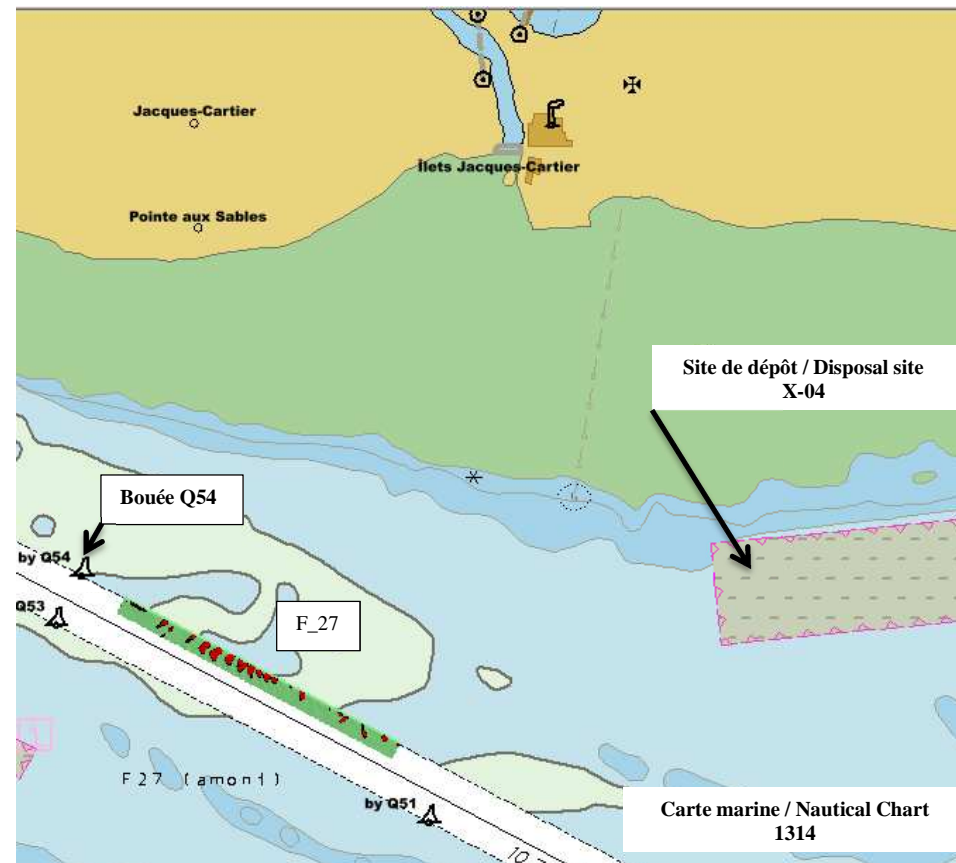 Jacques-Cartier
Îlets Jacques-Cartier
Pointe aux Sables
Site de dépôt / Disposal site
X-04
Bouée Q54
by Q54
Q53
F_27
F27 (amont)
by Q51
Carte marine / Nautical Chart
1314